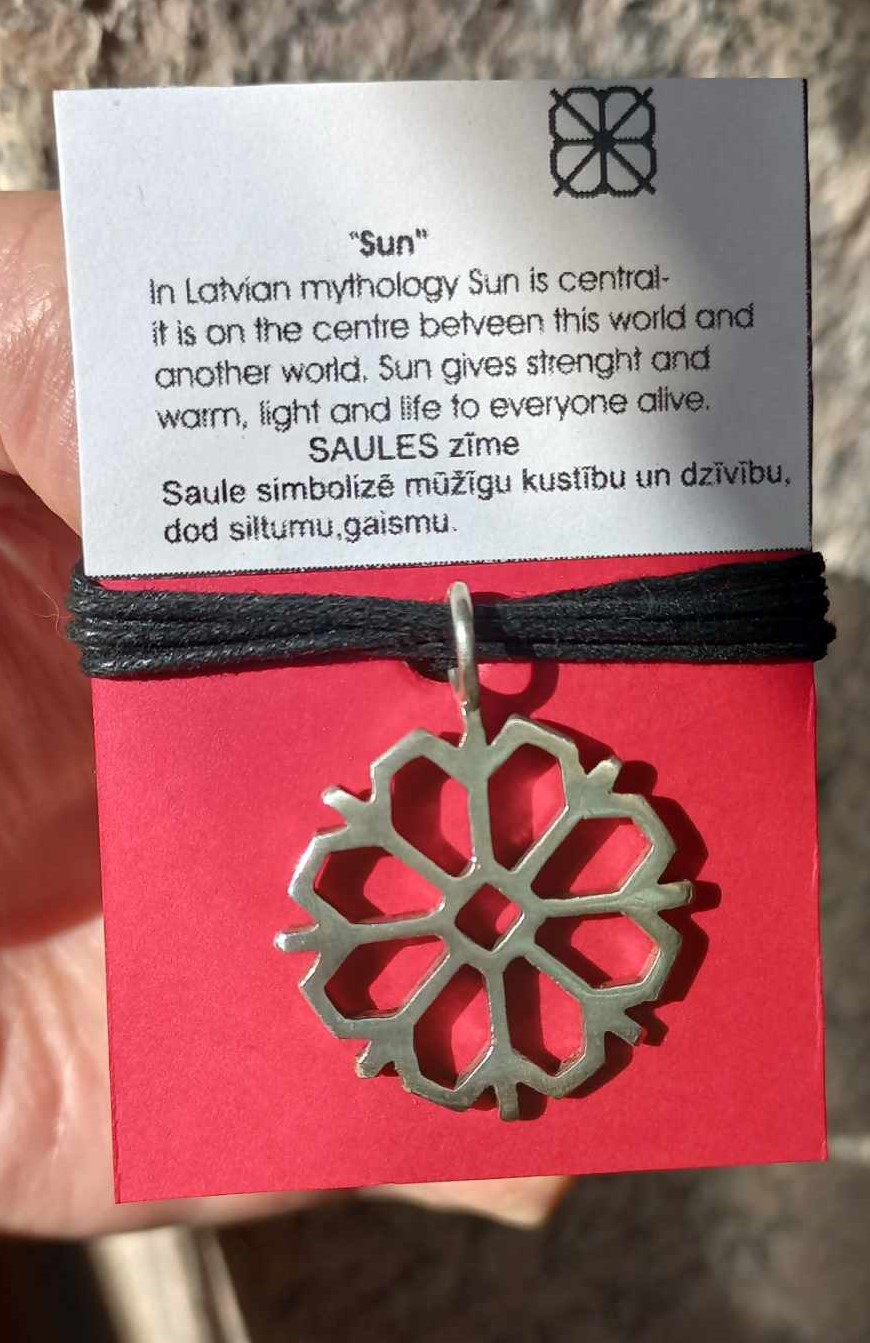 "Sun"
In Latvian mythology Sun is central-
it is on the centre betveen this world and
another world. Sun gives strenght and
warm, light and life to everyone alive.
SAULES zīme
Saule simbolizē mūžīgu kustību un dzīvību,
dod siltumu,gaismu.